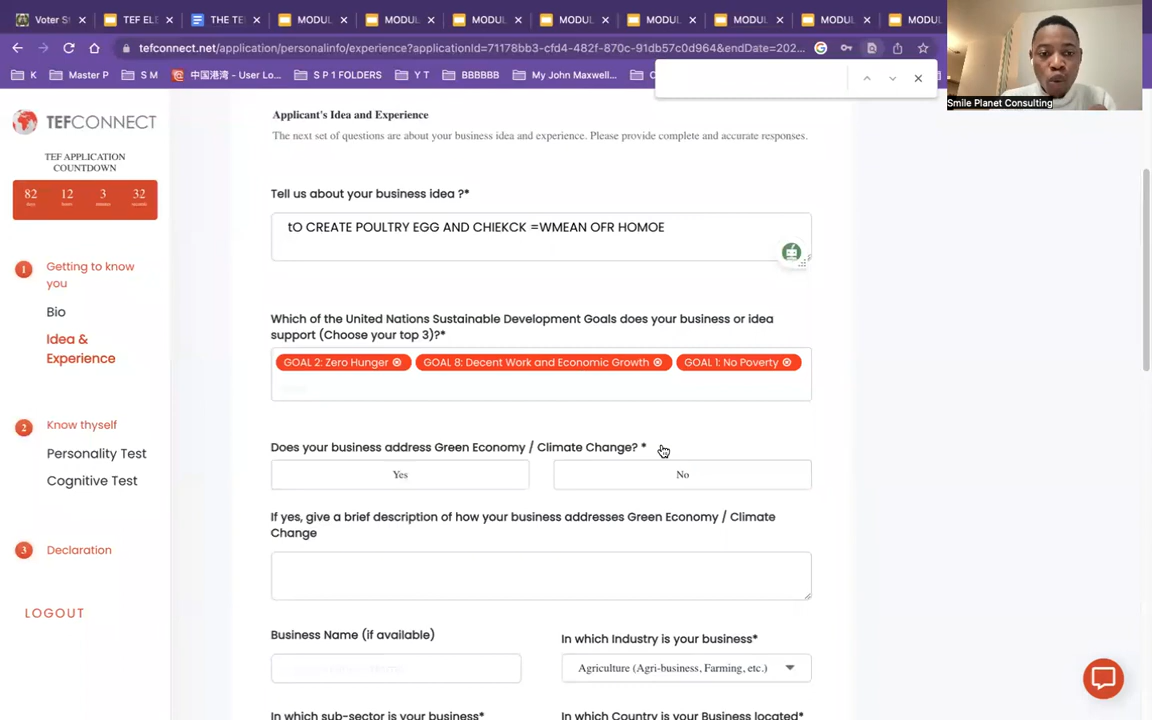 Voter S
TEF ELE
THE TE
MODUL
MODUL
MODUL
MODUL
MODUL
MODUL
MODUL
MODUL
tefconnect.net/application/personalinfo/experience?applicationId=71178bb3-cfd4-482f-870c-91db57c0d964&endDate=202...
K
Master P
S M
中国港湾 - User Lo...
S P 1 FOLDERS
Y T
BBBBBB
My John Maxwell...
Smile Planet Consulting
TEFCONNECT
TEF APPLICATION
COUNTDOWN
82 12 3 32
1
Getting to know
you
Bio
Idea &
Experience
2
Know thyself
Personality Test
Cognitive Test
3
Declaration
LOGOUT
Applicant's Idea and Experience
The next set of questions are about your business idea and experience. Please provide complete and accurate responses.
Tell us about your business idea ?*
tO CREATE POULTRY EGG AND CHIEKCK =WMEAN OFR HOMOE
Which of the United Nations Sustainable Development Goals does your business or idea
support (Choose your top 3)?*
GOAL 2: Zero Hunger
GOAL 8: Decent Work and Economic Growth
GOAL 1: No Poverty
Does your business address Green Economy / Climate Change? *
Yes
No
If yes, give a brief description of how your business addresses Green Economy / Climate
Change
Business Name (if available)
In which Industry is your business*
Agriculture (Agri-business, Farming, etc.)
In which sub-sector is your business*
In which Country is your Business located*